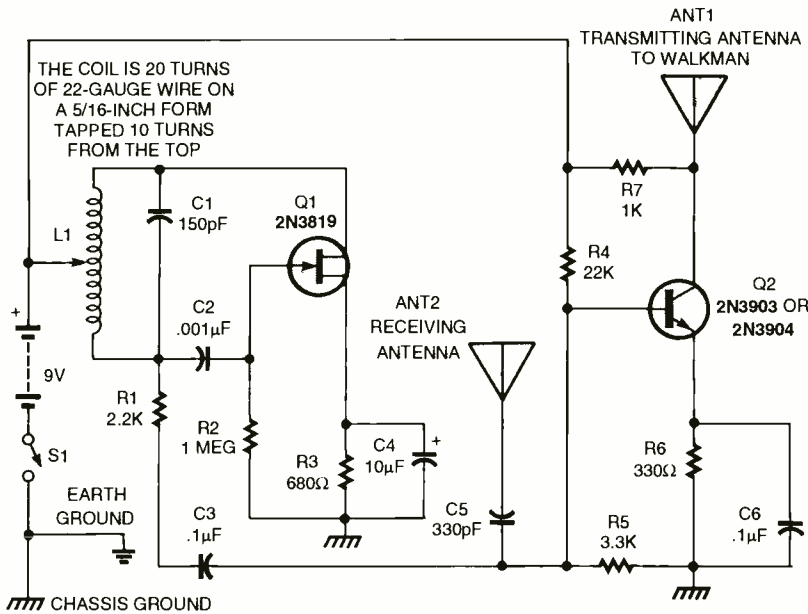 ANT1
TRANSMITTING ANTENNA
TO WALKMAN
THE COIL IS 20 TURNS
OF 22-GAUGE WIRE ON
A 5/16-INCH FORM
TAPPED 10 TURNS
FROM THE TOP
L1
C1
150pF
Q1
2N3819
R7
1K
R4
22K
Q2
2N3903 OR
2N3904
C2
.001µF
ANT2
RECEIVING
ANTENNA
+
9V
S1
R1
2.2K
R2
1 MEG
R3
680Ω
C4
10µF
+
C5
330pF
R6
330Ω
C6
.1µF
EARTH
GROUND
C3
.1µF
R5
3.3K
CHASSIS GROUND